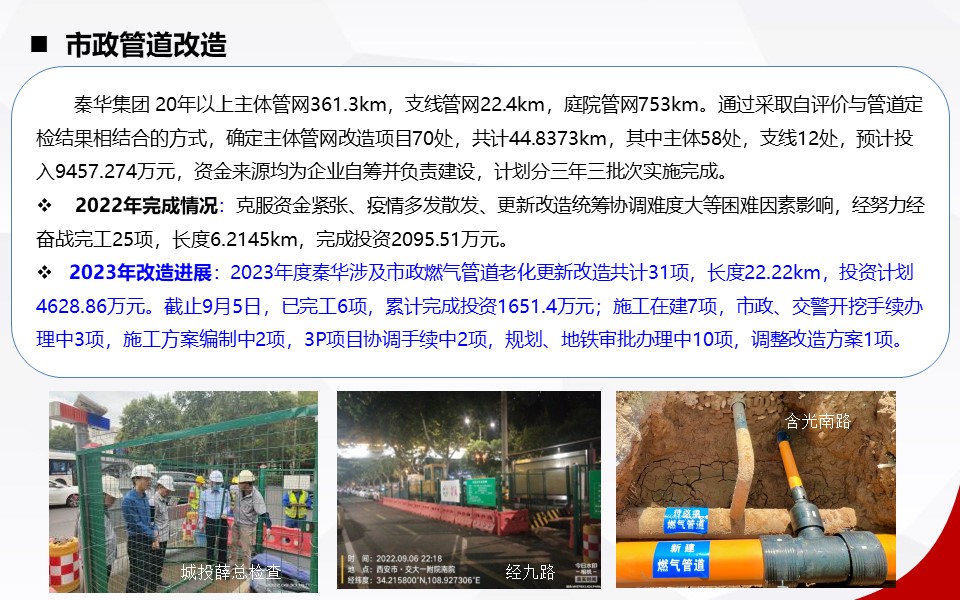 ■ 市政管道改造
秦华集团 20年以上主体管网361.3km，支线管网22.4km，庭院管网753km。通过采取自评价与管道定
检结果相结合的方式，确定主体管网改造项目70处，共计44.8373km，其中主体58处，支线12处，预计投
入9457.274万元，资金来源均为企业自筹并负责建设，计划分三年三批次实施完成。
❖ 2022年完成情况：克服资金紧张、疫情多发散发、更新改造统筹协调难度大等困难因素影响，经努力经
奋战完工25项，长度6.2145km，完成投资2095.51万元。
❖ 2023年改造进展：2023年度秦华涉及市政燃气管道老化更新改造共计31项，长度22.22km，投资计划
4628.86万元。截止9月5日，已完工6项，累计完成投资1651.4万元；施工在建7项，市政、交警开挖手续办
理中3项，施工方案编制中2项，3P项目协调手续中2项，规划、地铁审批办理中10项，调整改造方案1项。
城投薛总检查
时 间：2022.09.06 22:18
地 点：西安市·交大一附院南院
经纬度：34.215800°N,108.927306°E
经九路
今日水印
相机
真实时间
含光南路
燃气管道
新 建
燃气管道